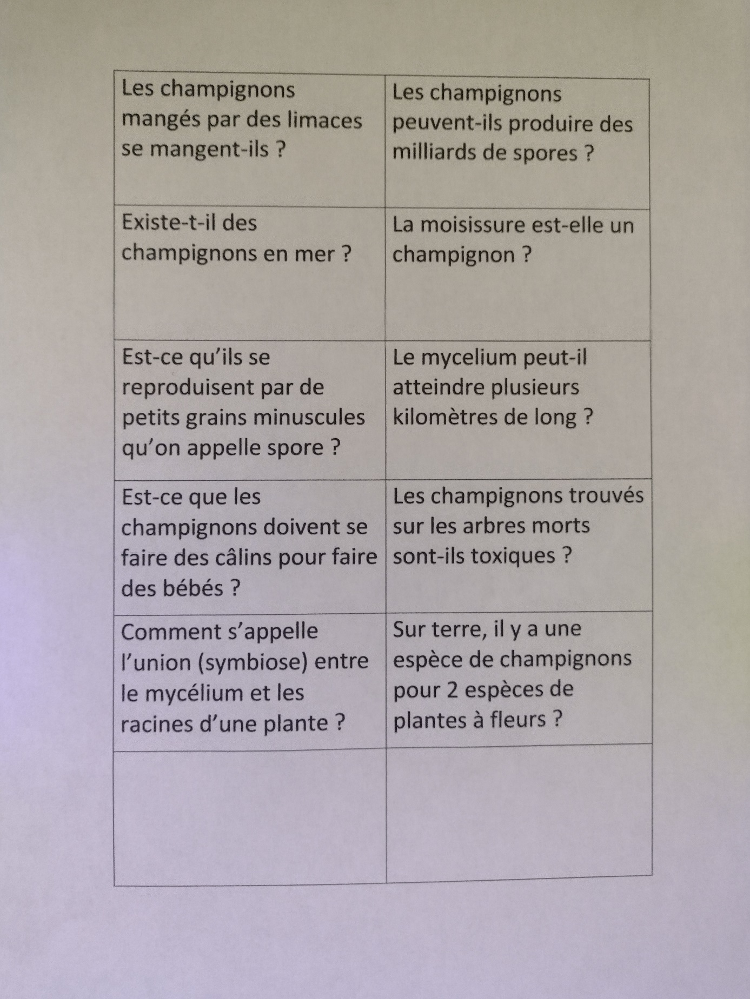 Les champignons
mangés par des limaces
se mangent-ils ?
Les champignons
peuvent-ils produire des
milliards de spores ?
Existe-t-il des
champignons en mer ?
La moisissure est-elle un
champignon ?
Est-ce qu’ils se
reproduisent par de
petits grains minuscules
qu’on appelle spore ?
Le mycelium peut-il
atteindre plusieurs
kilomètres de long ?
Est-ce que les
champignons doivent se
faire des câlins pour faire
des bébés ?
Les champignons trouvés
sur les arbres morts
sont-ils toxiques ?
Comment s’appelle
l’union (symbiose) entre
le mycélium et les
racines d’une plante ?
Sur terre, il y a une
espèce de champignons
pour 2 espèces de
plantes à fleurs ?